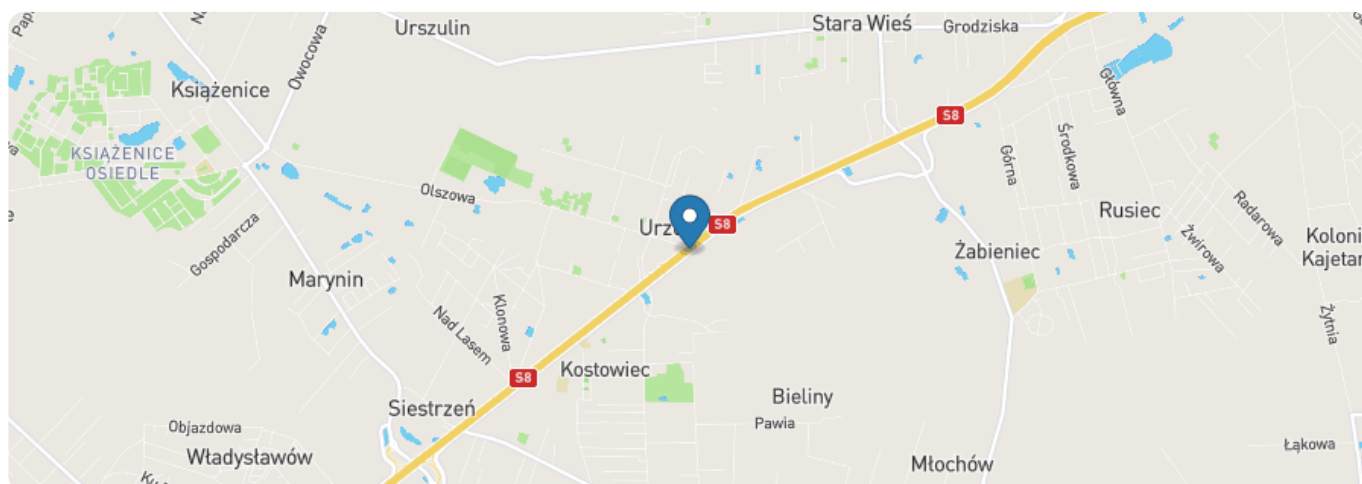 Urszulin
Stara Wieś
Grodziska
Owocowa
Książenice
Główna
S8
KSIĄŻENICE
OSIEDLE
Górna
Środkowa
Olszowa
Radarowa
Rusiec
S8
Gospodarcza
Żwirowa
Żabieniec
Marynin
Klonowa
Nad Lasem
Żytnia
Kostowiec
S8
Bieliny
Siestrzeń
Pawia
Objazdowa
Władysławów
Młochów
Łąkowa